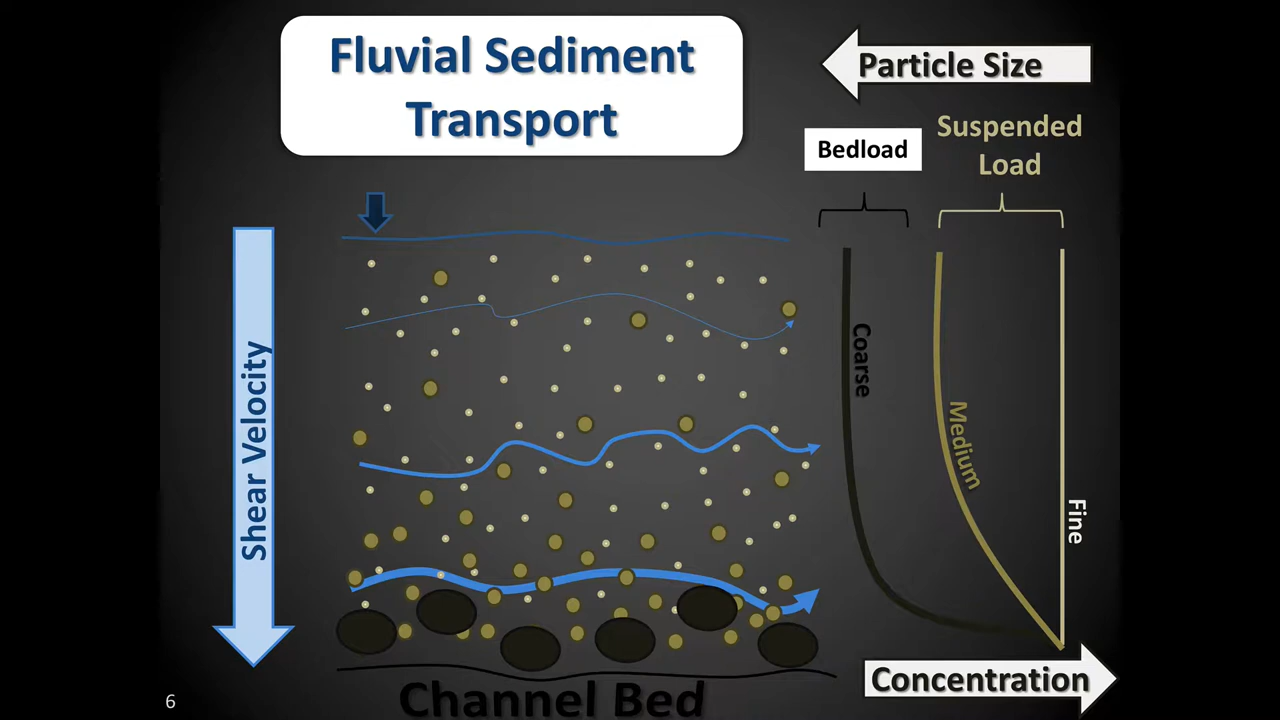 Fluvial Sediment
Transport
Particle Size
Bedload
Suspended
Load
Shear Velocity
Coarse
Medium
Fine
Concentration
Channel Bed
6